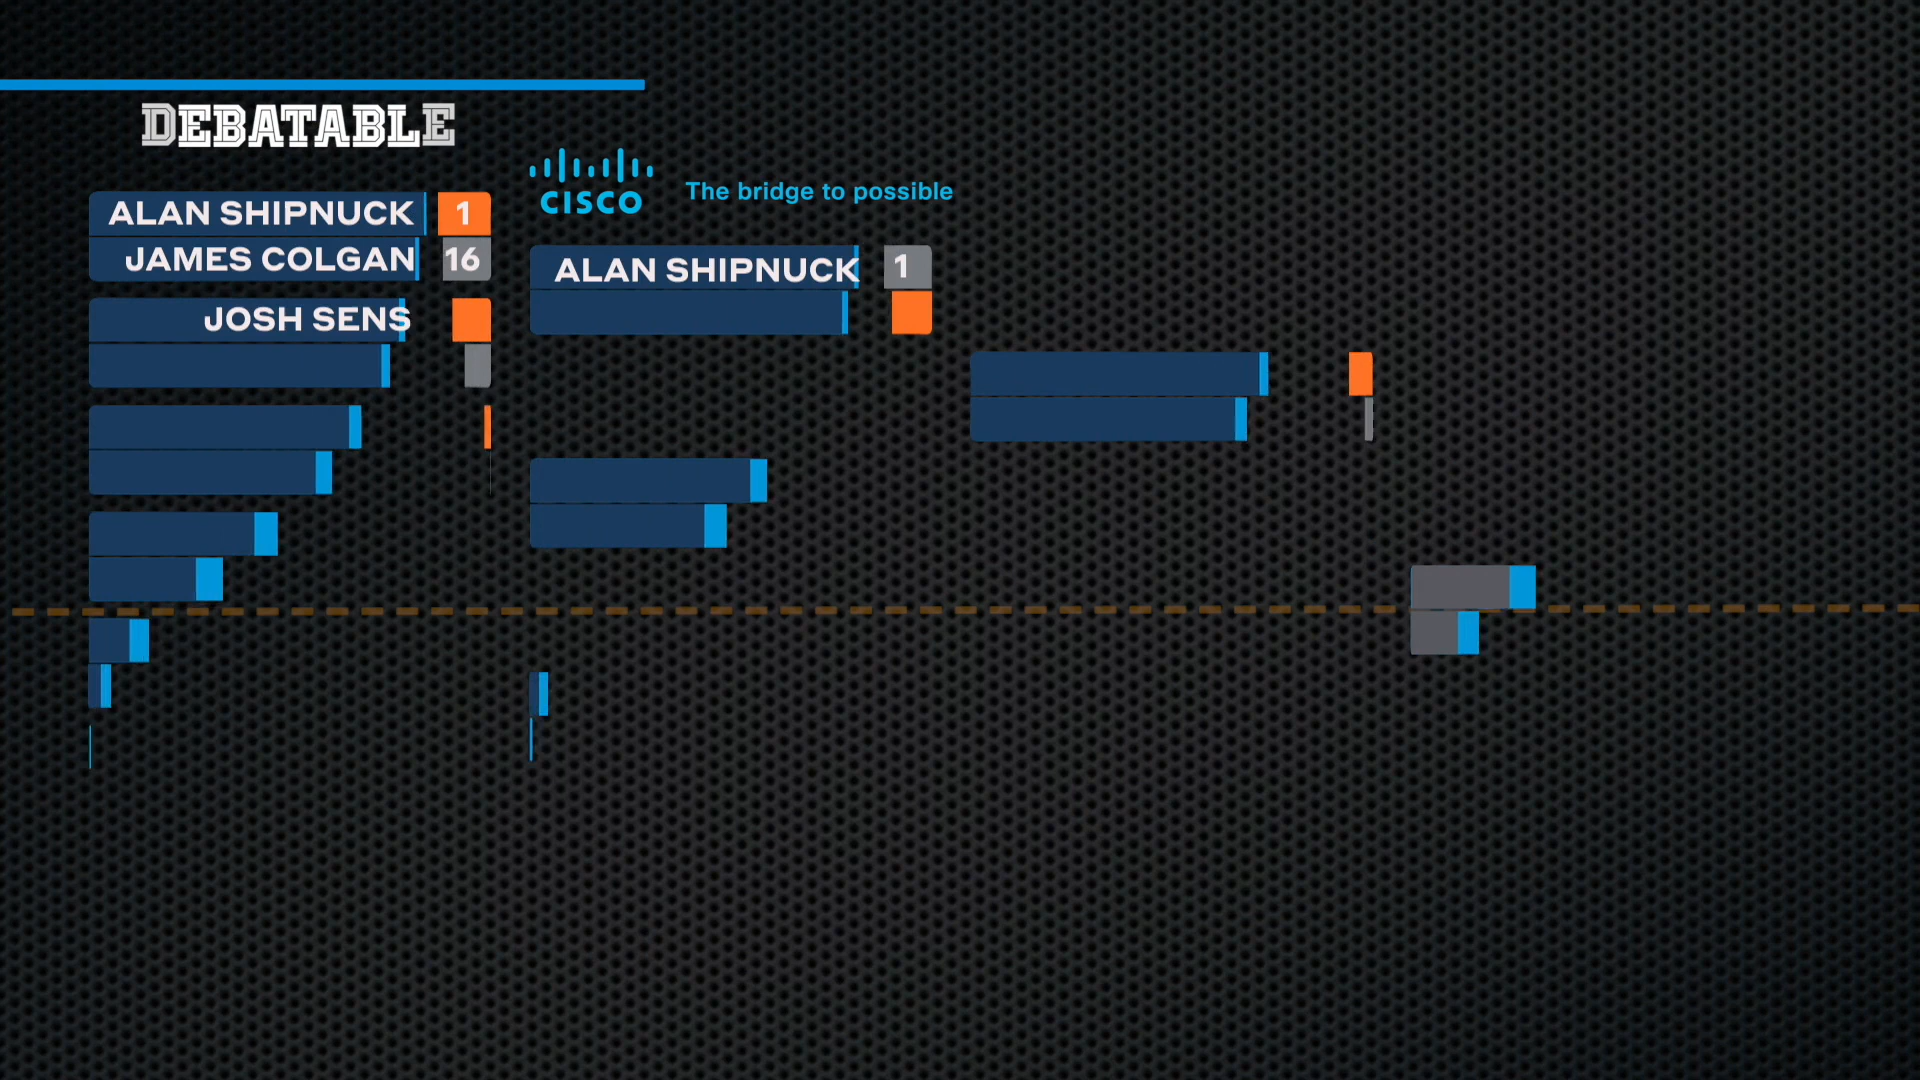 DEBATABLE
CISCO
The bridge to possible
ALAN SHIPNUCK 1
JAMES COLGAN 16
JOSH SENS
ALAN SHIPNUCK 1